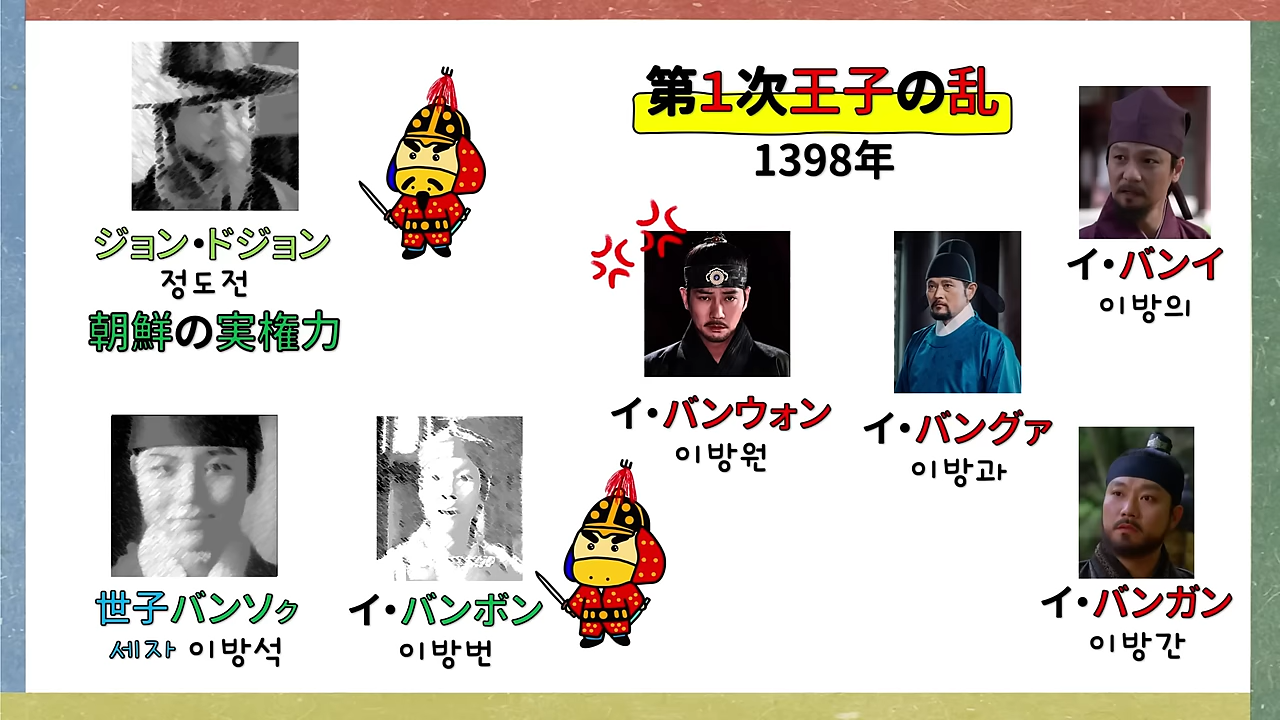 第1次王子の乱
1398年
ジョン・ドジョン
정도전
朝鮮の実権力
世子バンソク
세자 이방석
イ・バンボン
이방번
イ・バンウォン
이방원
イ・バングァ
이방과
イ・バンイ
이방의
イ・バンガン
이방간